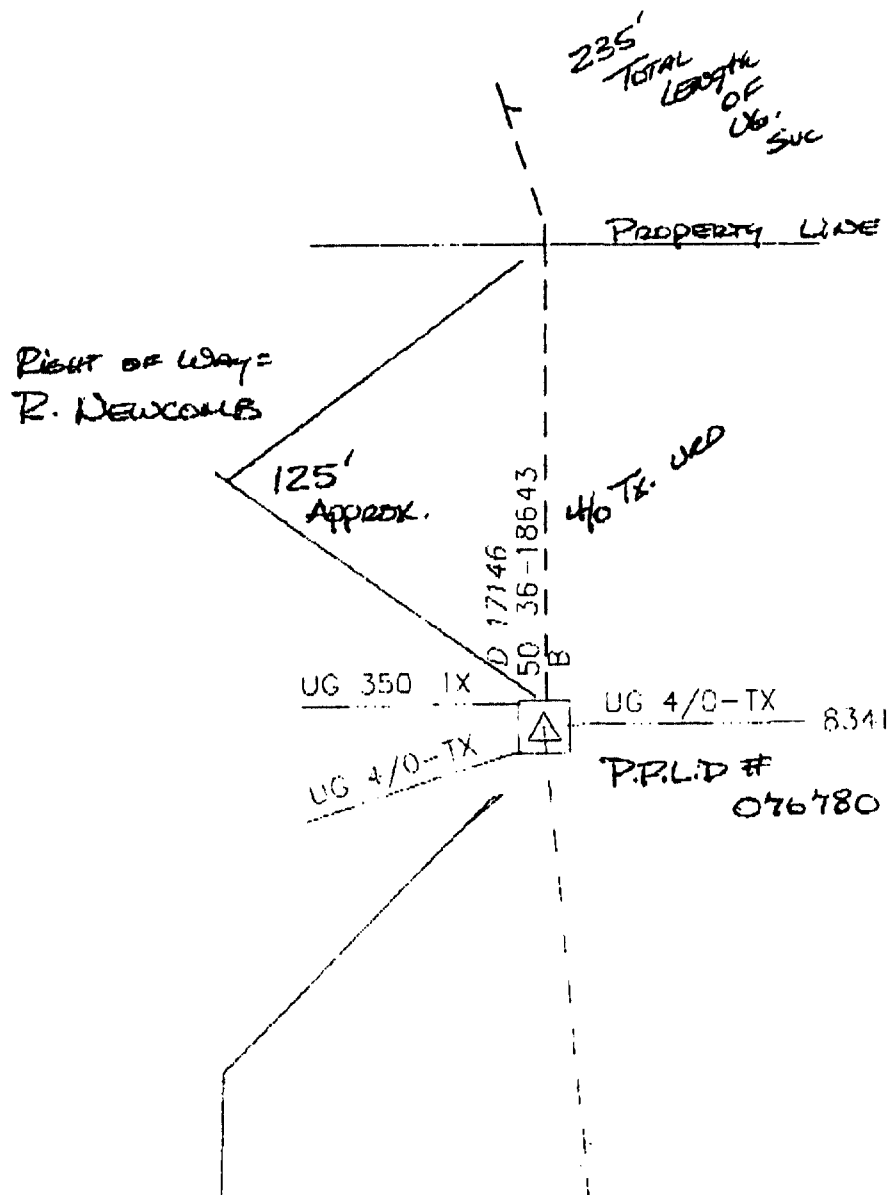 235'
TOTAL
LENGTH
OF
UG.
SVC
PROPERTY LINE
RIGHT OF WAY =
R. NEWCOMB
125'
APPROX.
4/0 TX. URD
D 17146
50 36-18643
B
UG 350 TX
UG 4/0-TX
8341
UG 4/0-TX
P.P.L.D #
076780